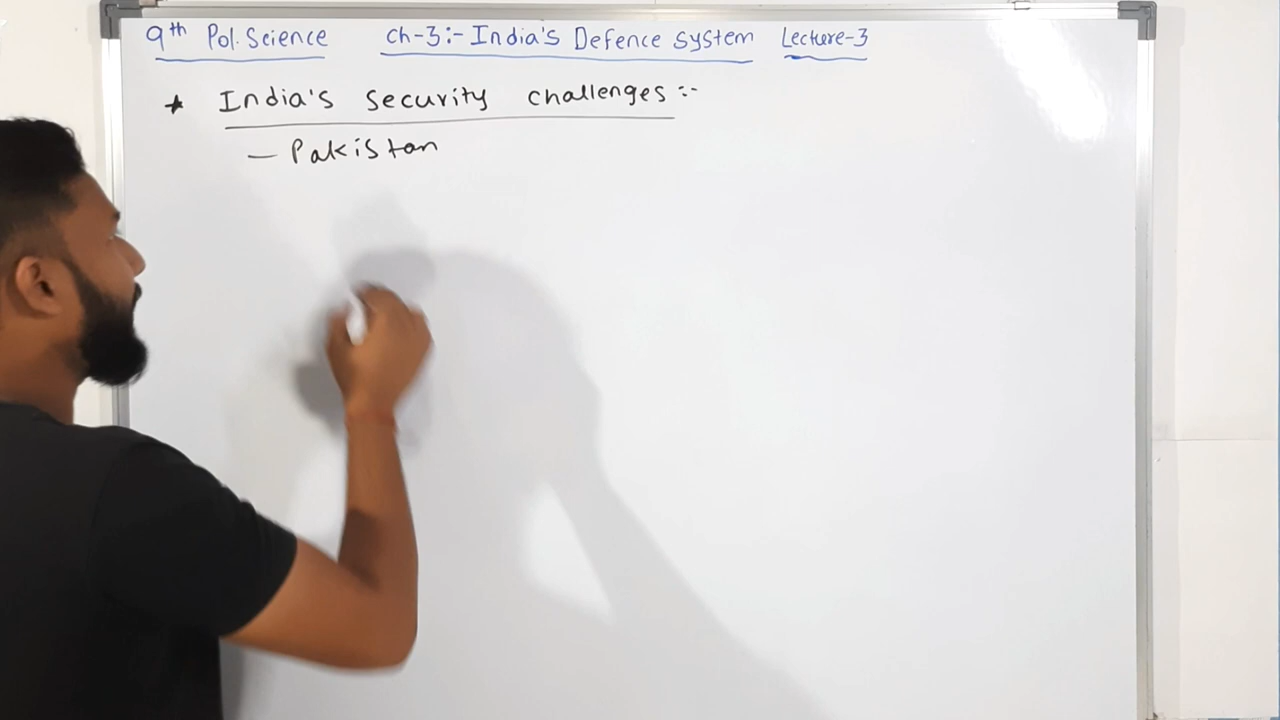 9th Pol. Science Ch-3:- India's Defence system Lecture-3
* India's security challenges :-
— Pakistan